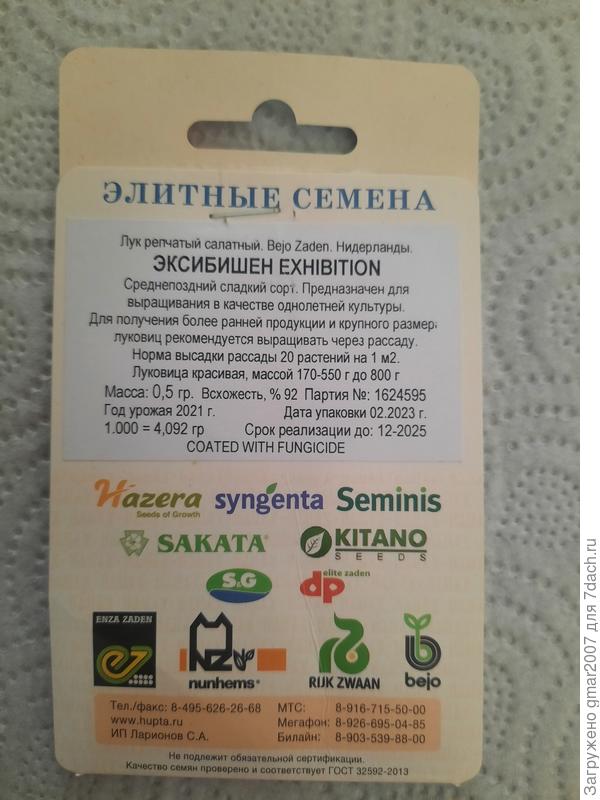 ЭЛИТНЫЕ СЕМЕНА
Лук репчатый салатный. Bejo Zaden. Нидерланды.
ЭКСИБИШЕН EXHIBITION
Среднепоздний сладкий сорт. Предназначен для
выращивания в качестве однолетней культуры.
Для получения более ранней продукции и крупного размера
луковиц рекомендуется выращивать через рассаду.
Норма высадки рассады 20 растений на 1 м2.
Луковица красивая, массой 170-550 г до 800 г
Масса: 0,5 гр. Всхожесть, % 92 Партия №: 1624595
Год урожая 2021 г. Дата упаковки 02.2023 г.
1.000 = 4,092 гр Срок реализации до: 12-2025
COATED WITH FUNGICIDE
Hazera syngenta Seminis
Seeds of Growth
SAKATA® KITANO
SEEDS
S&G dp elite zaden
ENZA ZADEN
NZ
nunhems® RIJK ZWAAN bejo
Тел./факс: 8-495-626-26-68 МТС: 8-916-715-50-00
www.hupta.ru Мегафон: 8-926-695-04-85
ИП Ларионов С.А. Билайн: 8-903-539-88-00
Не подлежит обязательной сертификации.
Качество семян проверено и соответствует ГОСТ 32592-2013
Загружено gmar2007 для 7dach.ru